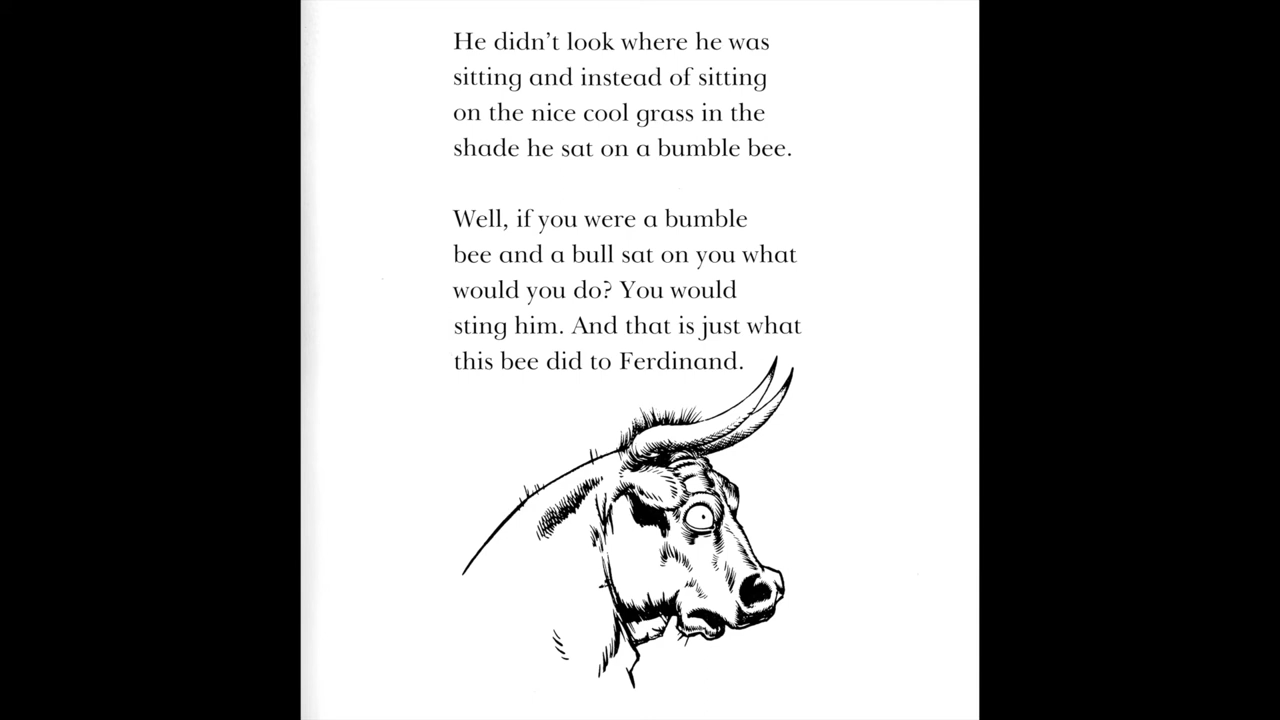 He didn't look where he was
sitting and instead of sitting
on the nice cool grass in the
shade he sat on a bumble bee.
Well, if you were a bumble
bee and a bull sat on you what
would you do? You would
sting him. And that is just what
this bee did to Ferdinand.